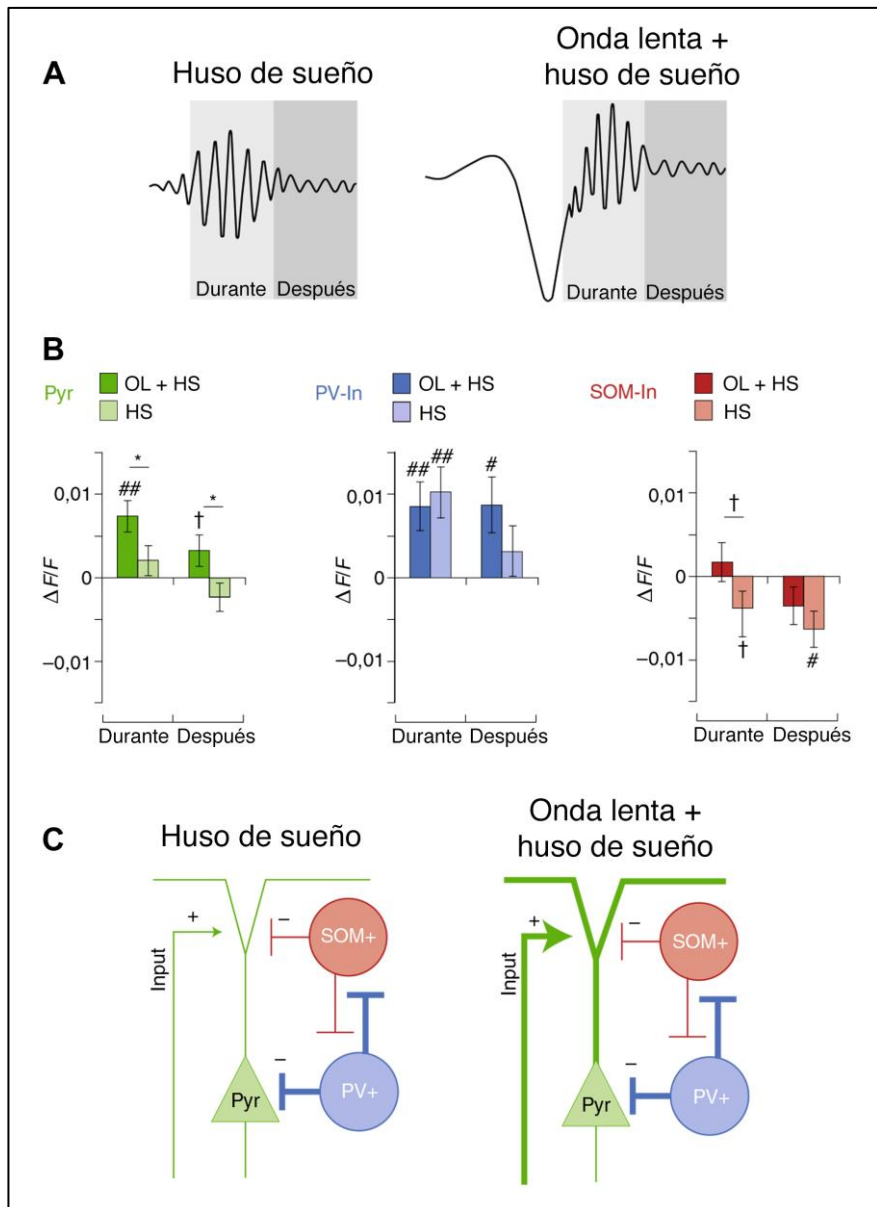 A
Huso de sueño
Onda lenta +
huso de sueño
Durante
Después
Durante
Después
B
Pyr
OL + HS
HS
PV-In
OL + HS
HS
SOM-In
OL + HS
HS
ΔF/F
0,01
0
–0,01
##
*
†
*
Durante Después
ΔF/F
0,01
0
–0,01
##
##
#
Durante Después
ΔF/F
0,01
0
–0,01
†
†
#
Durante Después
C
Huso de sueño
Input
+
–
SOM+
–
Pyr
PV+
Onda lenta +
huso de sueño
Input
+
–
SOM+
–
Pyr
PV+